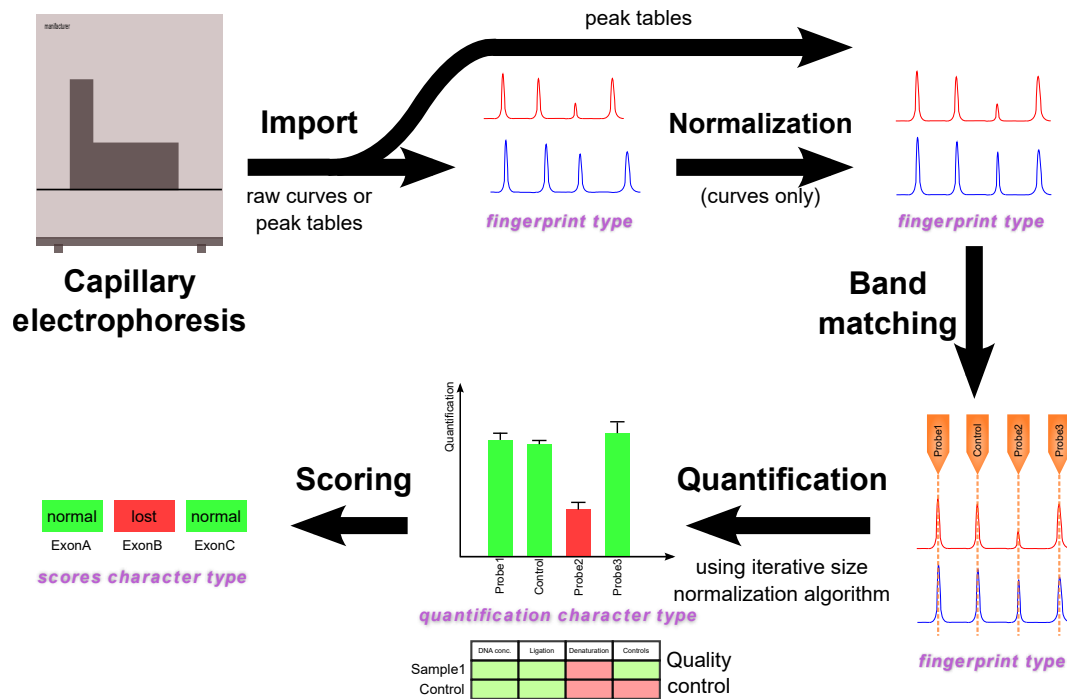 manifacturer
Capillary
electrophoresis
Import
raw curves or
peak tables
peak tables
fingerprint type
Normalization
(curves only)
fingerprint type
Band
matching
Probe1
Control
Probe2
Probe3
fingerprint type
Quantification
using iterative size
normalization algorithm
Quantification
Probe1
Control
Probe2
Probe3
quantification character type
DNA conc.
Ligation
Denaturation
Controls
Sample1
Control
Quality
control
Scoring
normal
lost
normal
ExonA
ExonB
ExonC
scores character type